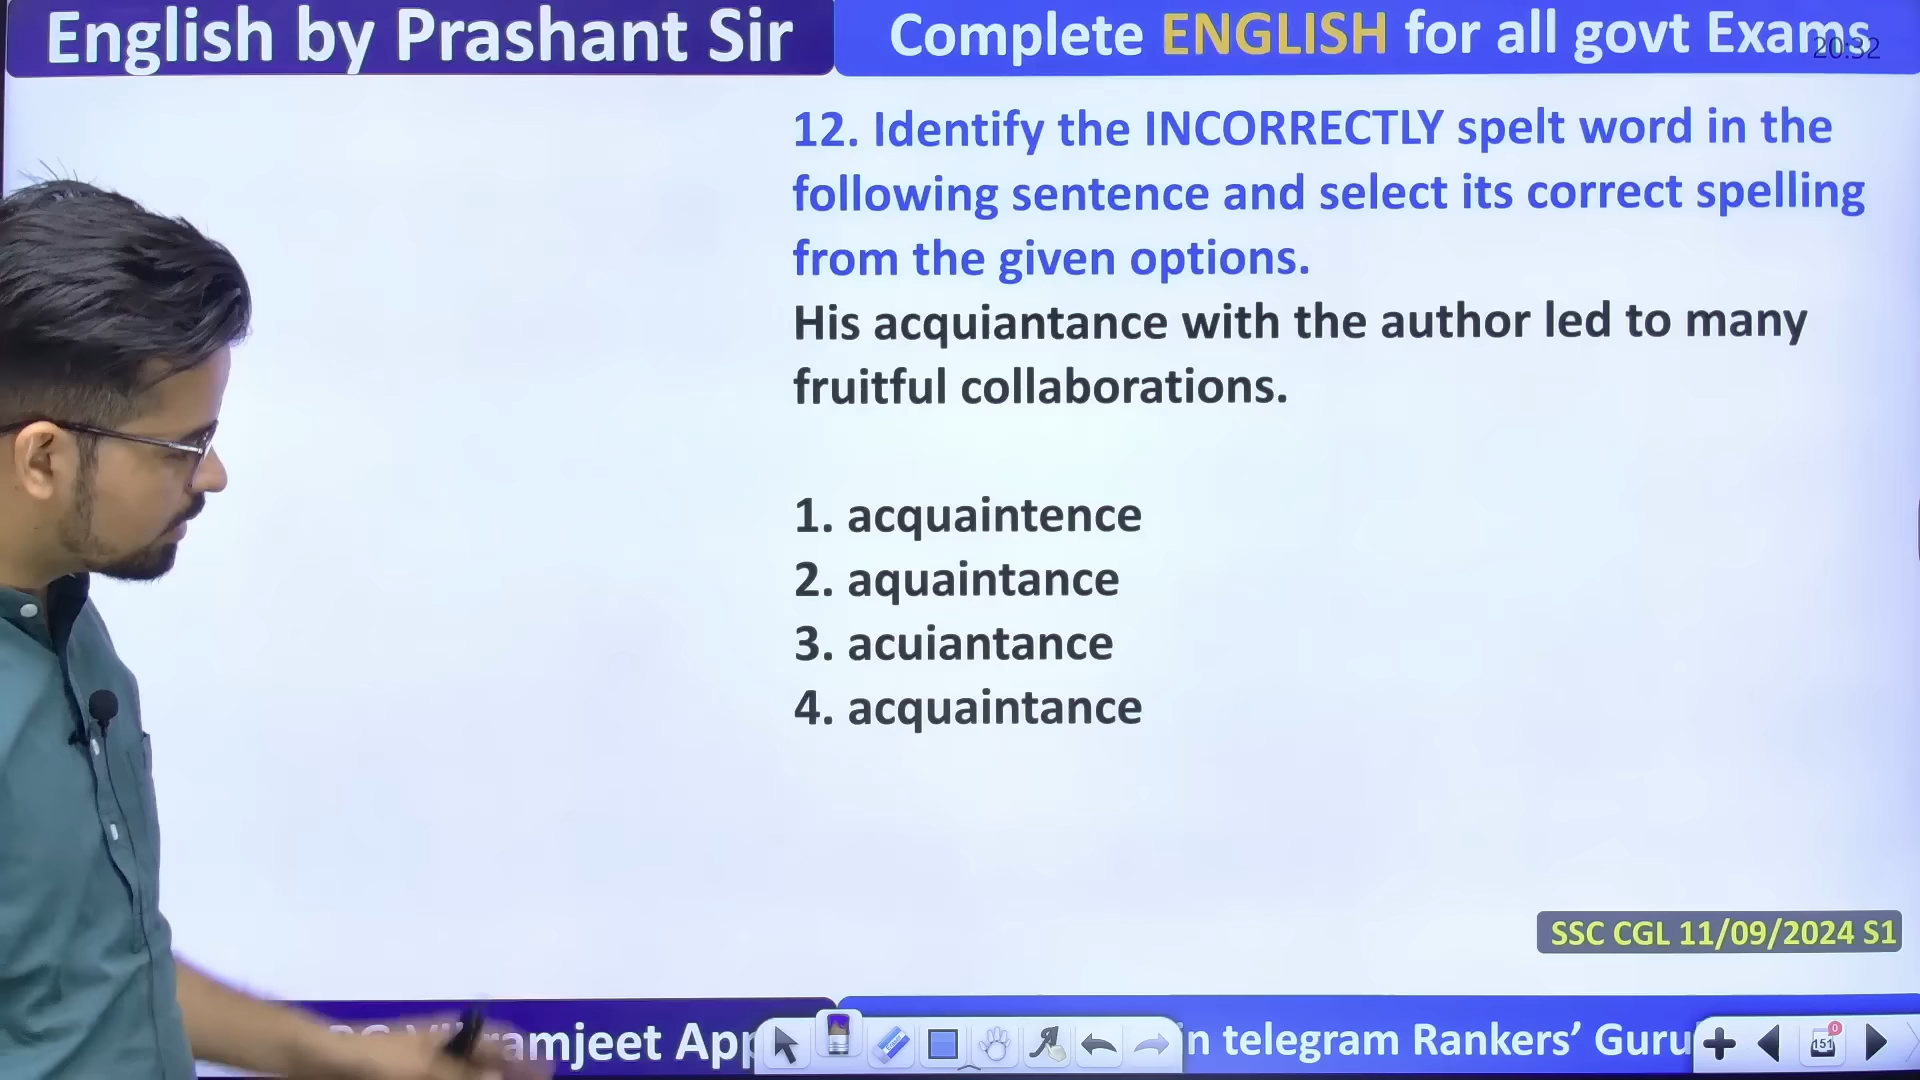 English by Prashant Sir
Complete ENGLISH for all govt Exams
20:32
12. Identify the INCORRECTLY spelt word in the
following sentence and select its correct spelling
from the given options.
His acquiantance with the author led to many
fruitful collaborations.
1. acquaintence
2. aquaintance
3. acuiantance
4. acquaintance
SSC CGL 11/09/2024 S1
App
in telegram Rankers’ Guru
151
0